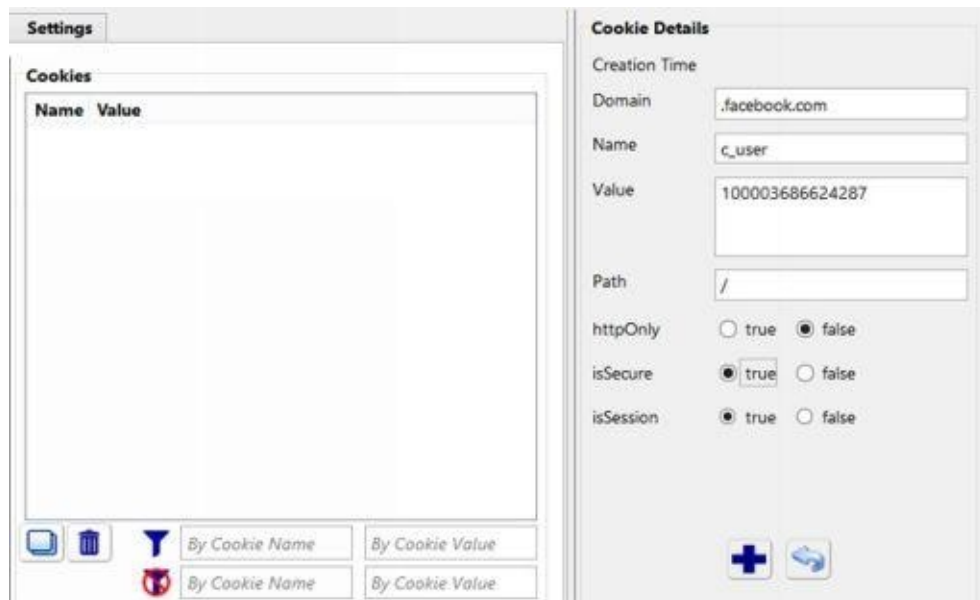 Settings
Cookies
Name Value
By Cookie Name By Cookie Value
By Cookie Name By Cookie Value
Cookie Details
Creation Time
Domain .facebook.com
Name c_user
Value 100003686624287
Path /
httpOnly true false
isSecure true false
isSession true false